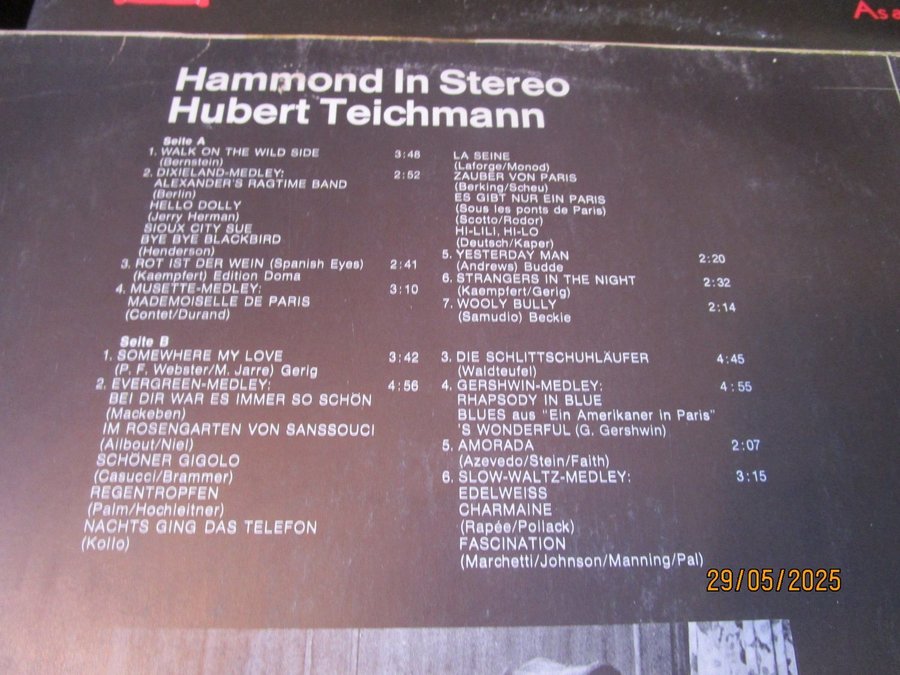 As a
Hammond In Stereo
Hubert Teichmann
Seite A
1. WALK ON THE WILD SIDE 3:48
(Bernstein)
2. DIXIELAND-MEDLEY: 2:52
ALEXANDER'S RAGTIME BAND
(Berlin)
HELLO DOLLY
(Jerry Herman)
SIOUX CITY SUE
BYE BYE BLACKBIRD
(Henderson)
3. ROT IST DER WEIN (Spanish Eyes) 2:41
(Kaempfert) Edition Doma
4. MUSETTE-MEDLEY: 3:10
MADEMOISELLE DE PARIS
(Contet/Durand)
LA SEINE
(Laforge/Monod)
ZAUBER VON PARIS
(Berking/Scheu)
ES GIBT NUR EIN PARIS
(Sous les ponts de Paris)
(Scotto/Rodor)
HI-LILI, HI-LO
(Deutsch/Kaper)
5. YESTERDAY MAN 2:20
(Andrews) Budde
6. STRANGERS IN THE NIGHT 2:32
(Kaempfert/Gerig)
7. WOOLY BULLY 2:14
(Samudio) Beckie
Seite B
1. SOMEWHERE MY LOVE 3:42
(P. F. Webster/M. Jarre) Gerig
2. EVERGREEN-MEDLEY: 4:56
BEI DIR WAR ES IMMER SO SCHÖN
(Mackeben)
IM ROSENGARTEN VON SANSSOUCI
(Ailbout/Niel)
SCHÖNER GIGOLO
(Casucci/Brammer)
REGENTROPFEN
(Palm/Hochleitner)
NACHTS GING DAS TELEFON
(Kollo)
3. DIE SCHLITTSCHUHLÄUFER 4:45
(Waldteufel)
4. GERSHWIN-MEDLEY: 4:55
RHAPSODY IN BLUE
BLUES aus "Ein Amerikaner in Paris"
'S WONDERFUL (G. Gershwin)
5. AMORADA 2:07
(Azevedo/Stein/Faith)
6. SLOW-WALTZ-MEDLEY: 3:15
EDELWEISS
CHARMAINE
(Rapée/Pollack)
FASCINATION
(Marchetti/Johnson/Manning/Pal)
29/05/2025